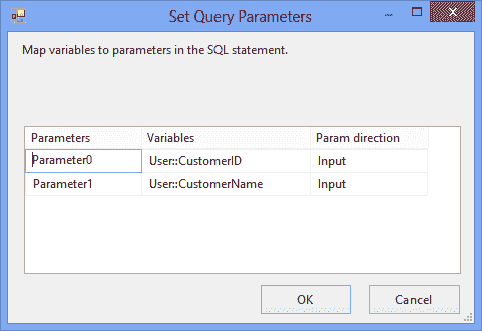 Set Query Parameters
Map variables to parameters in the SQL statement.
Parameters Variables Param direction
Parameter0 User::CustomerID Input
Parameter1 User::CustomerName Input
OK Cancel